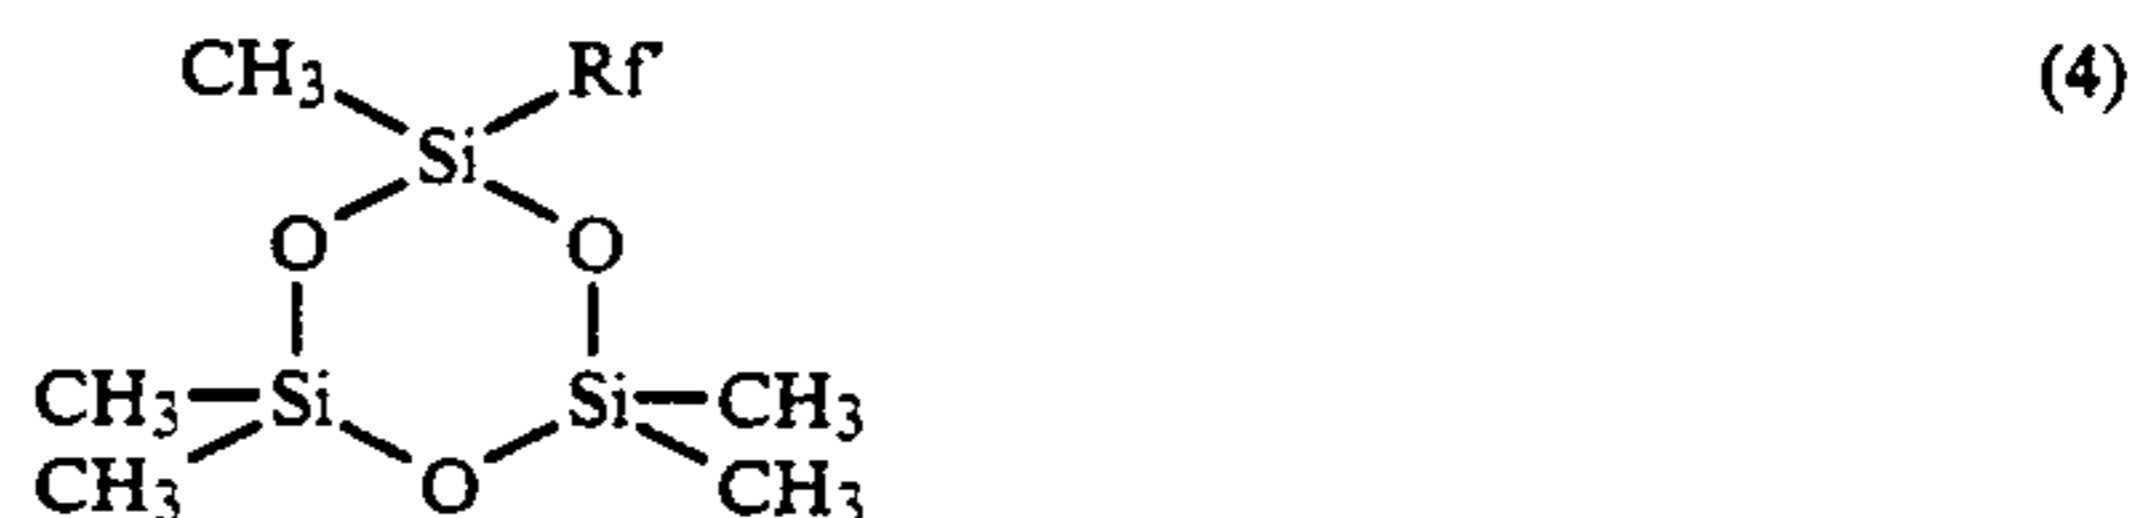 CH3 Rf' (4)
Si
O O
CH3 Si Si CH3
CH3 O CH3